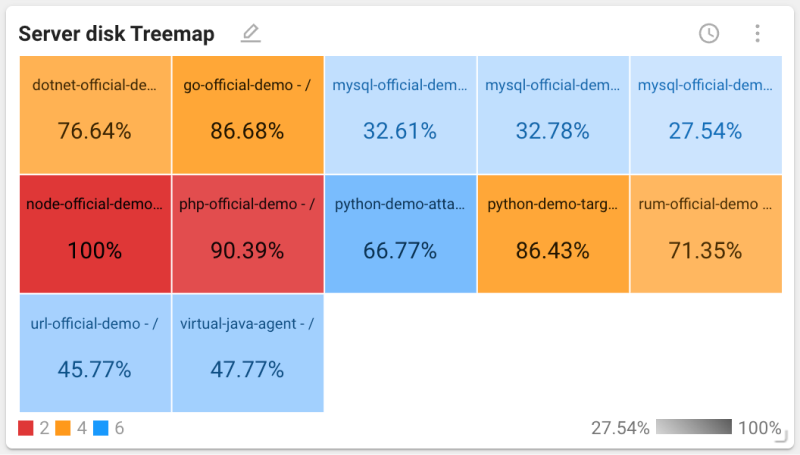 Server disk Treemap
dotnet-official-de...
76.64%
go-official-demo - /
86.68%
mysql-official-dem...
32.61%
mysql-official-dem...
32.78%
mysql-official-dem...
27.54%
node-official-demo...
100%
php-official-demo - /
90.39%
python-demo-atta...
66.77%
python-demo-targ...
86.43%
rum-official-demo ...
71.35%
url-official-demo - /
45.77%
virtual-java-agent - /
47.77%
2 4 6
27.54% 100%